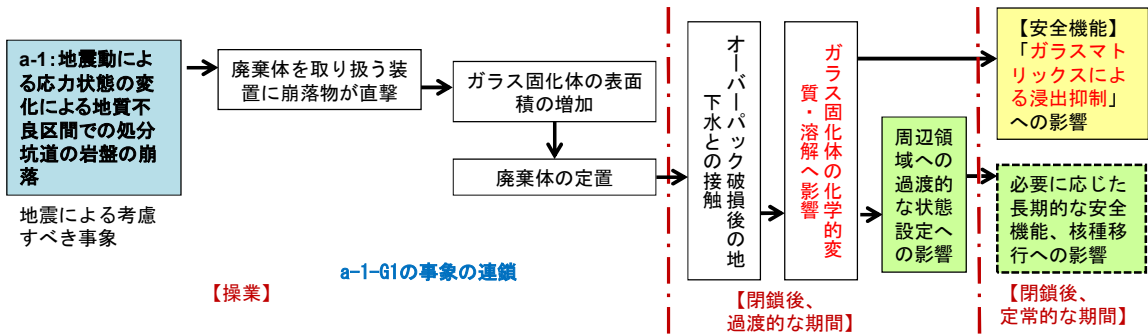 a-1:地震動によ
る応力状態の変
化による地質不
良区間での処分
坑道の岩盤の崩
落
地震による考慮
すべき事象
廃棄体を取り扱う装
置に崩落物が直撃
ガラス固化体の表面
積の増加
廃棄体の定置
a-1-G1の事象の連鎖
【操業】
オーバーパック破損後の地
下水との接触
ガラス固化体の化学的変
質・溶解へ影響
周辺領
域への
過渡的
な状態
設定へ
の影響
【閉鎖後、
過渡的な期間】
【安全機能】
「ガラスマト
リックスによ
る浸出抑制」
への影響
必要に応じた
長期的な安全
機能、核種移
行への影響
【閉鎖後、
定常的な期間】